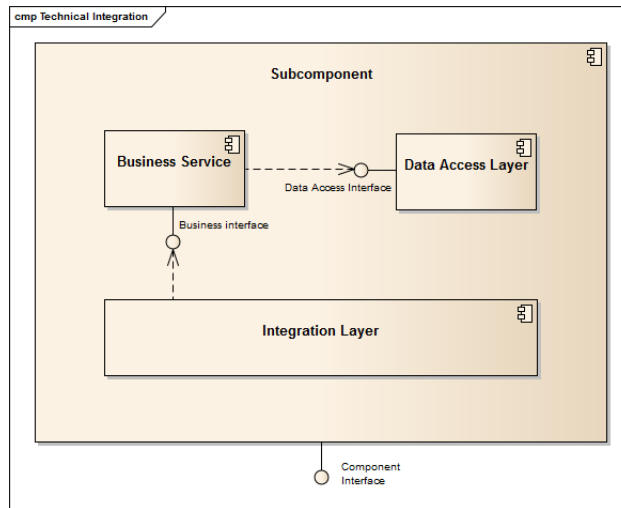 cmp Technical Integration
Subcomponent
Business Service
Data Access Layer
Data Access Interface
Business interface
Integration Layer
Component
Interface